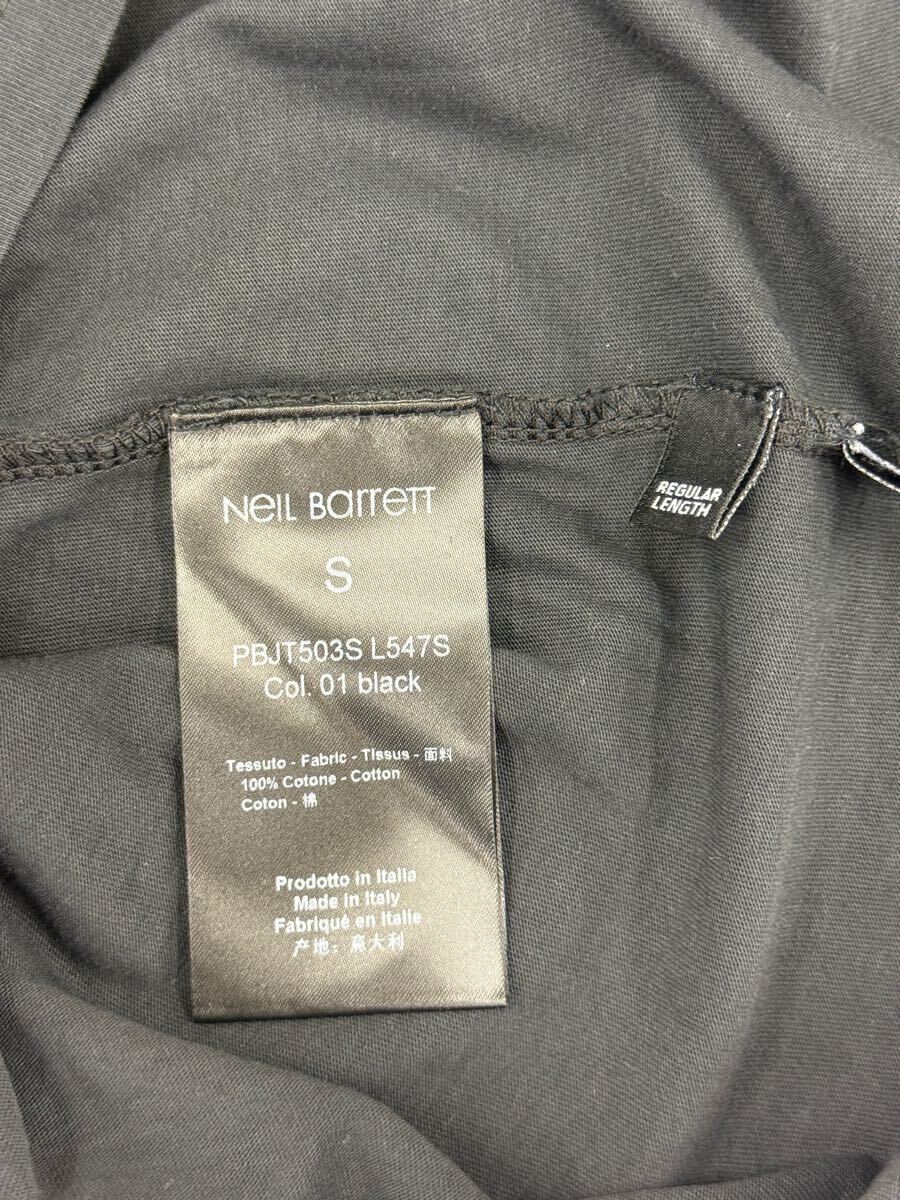 Neil Barrett
S
PBJT503S L547S
Col. 01 black
Tessuto - Fabric - Tissus - 面料
100% Cotone - Cotton
Coton - 棉
Prodotto in Italia
Made in Italy
Fabriqué en Italie
产地: 意大利
REGULAR
LENGTH